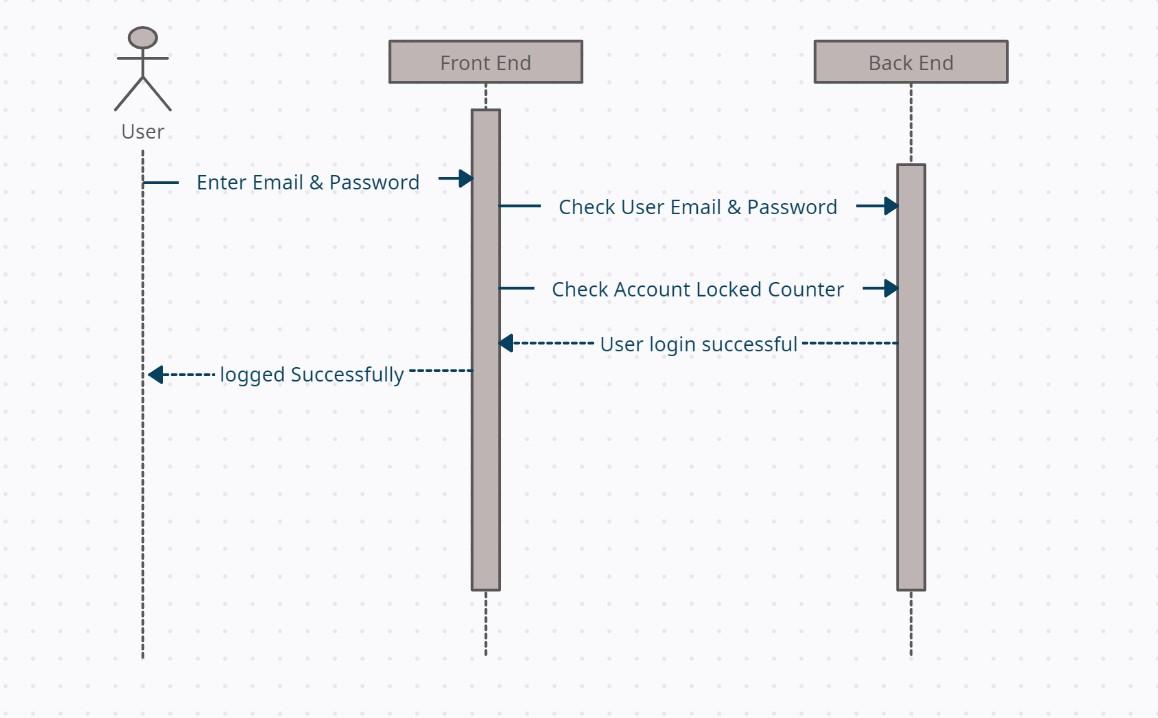 Front End
Back End
User
Enter Email & Password
Check User Email & Password
Check Account Locked Counter
User login successful
logged Successfully